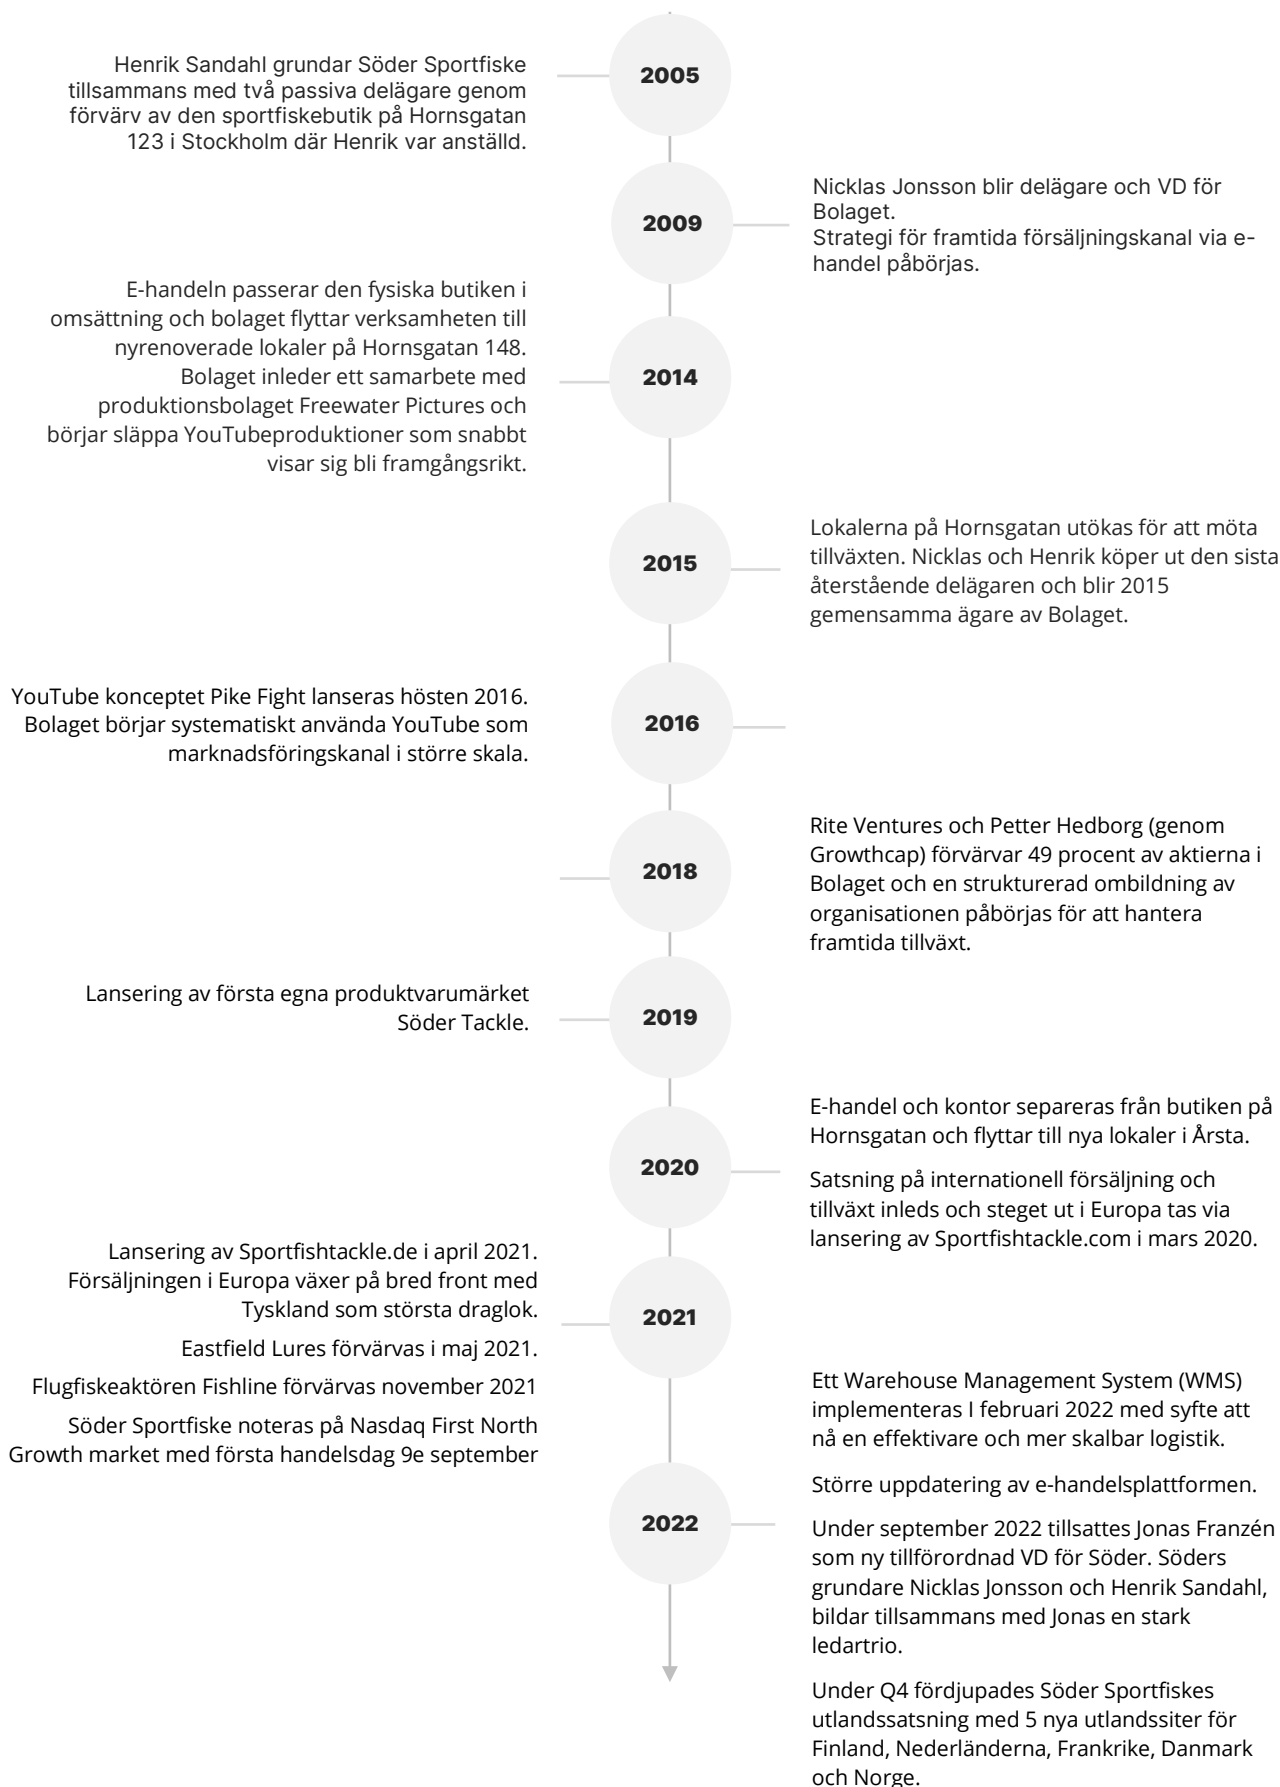 2005
Henrik Sandahl grundar Söder Sportfiske
tillsammans med två passiva delägare genom
förvärv av den sportfiskebutik på Hornsgatan
123 i Stockholm där Henrik var anställd.
2009
Nicklas Jonsson blir delägare och VD för
Bolaget.
Strategi för framtida försäljningskanal via e-
handel påbörjas.
2014
E-handeln passerar den fysiska butiken i
omsättning och bolaget flyttar verksamheten till
nyrenoverade lokaler på Hornsgatan 148.
Bolaget inleder ett samarbete med
produktionsbolaget Freewater Pictures och
börjar släppa YouTubeproduktioner som snabbt
visar sig bli framgångsrikt.
2015
Lokalerna på Hornsgatan utökas för att möta
tillväxten. Nicklas och Henrik köper ut den sista
återstående delägaren och blir 2015
gemensamma ägare av Bolaget.
2016
YouTube konceptet Pike Fight lanseras hösten 2016.
Bolaget börjar systematiskt använda YouTube som
marknadsföringskanal i större skala.
2018
Rite Ventures och Petter Hedborg (genom
Growthcap) förvärvar 49 procent av aktierna i
Bolaget och en strukturerad ombildning av
organisationen påbörjas för att hantera
framtida tillväxt.
2019
Lansering av första egna produktvarumärket
Söder Tackle.
2020
E-handel och kontor separeras från butiken på
Hornsgatan och flyttar till nya lokaler i Årsta.
Satsning på internationell försäljning och
tillväxt inleds och steget ut i Europa tas via
lansering av Sportfishtackle.com i mars 2020.
2021
Lansering av Sportfishtackle.de i april 2021.
Försäljningen i Europa växer på bred front med
Tyskland som största draglok.
Eastfield Lures förvärvas i maj 2021.
Flugfiskeaktören Fishline förvärvas november 2021
Söder Sportfiske noteras på Nasdaq First North
Growth market med första handelsdag 9e september
2022
Ett Warehouse Management System (WMS)
implementeras I februari 2022 med syfte att
nå en effektivare och mer skalbar logistik.
Större uppdatering av e-handelsplattformen.
Under september 2022 tillsattes Jonas Franzén
som ny tillförordnad VD för Söder. Söders
grundare Nicklas Jonsson och Henrik Sandahl,
bildar tillsammans med Jonas en stark
ledartrio.
Under Q4 fördjupades Söder Sportfiskes
utlandssatsning med 5 nya utlandssiter för
Finland, Nederländerna, Frankrike, Danmark
och Norge.